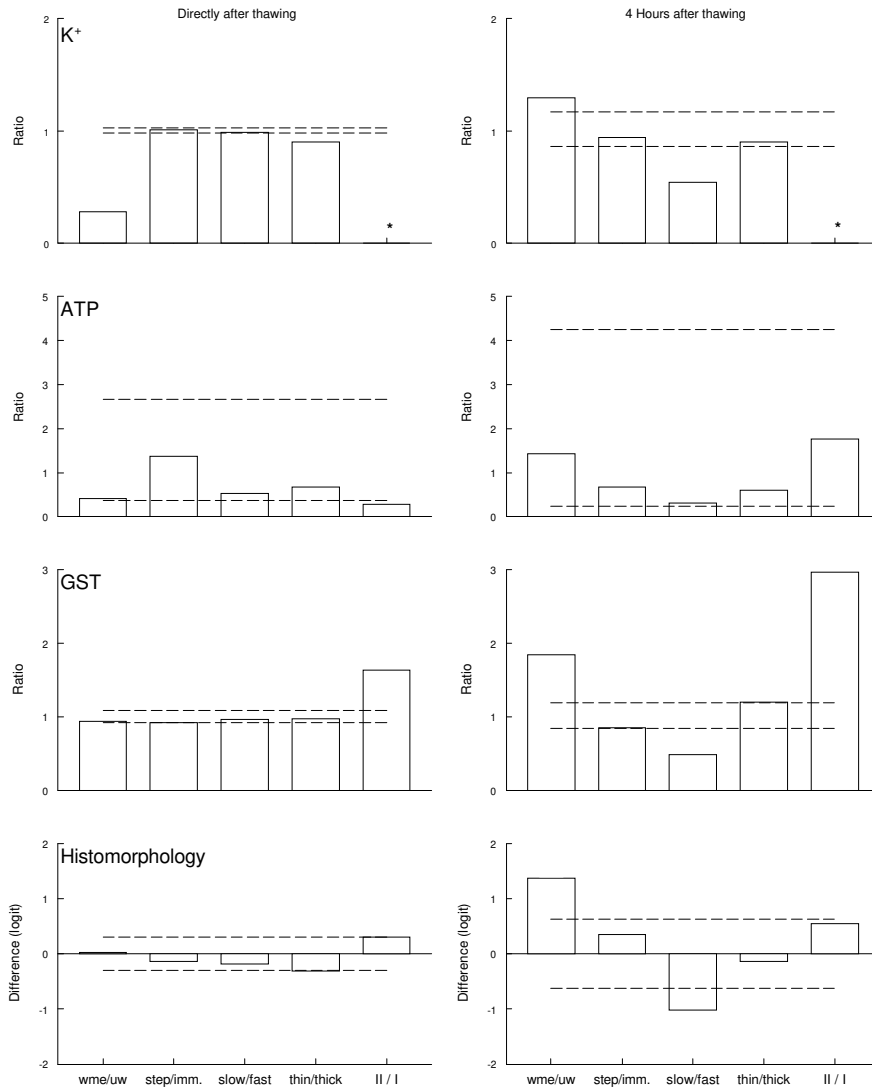 Directly after thawing
4 Hours after thawing
K+
2
1
0
Ratio
*
2
1
0
Ratio
*
ATP
5
4
3
2
1
0
Ratio
5
4
3
2
1
0
Ratio
GST
3
2
1
0
Ratio
3
2
1
0
Ratio
Histomorphology
2
1
0
-1
-2
Difference (logit)
wme/uw step/imm. slow/fast thin/thick II / I
2
1
0
-1
-2
Difference (logit)
wme/uw step/imm. slow/fast thin/thick II / I